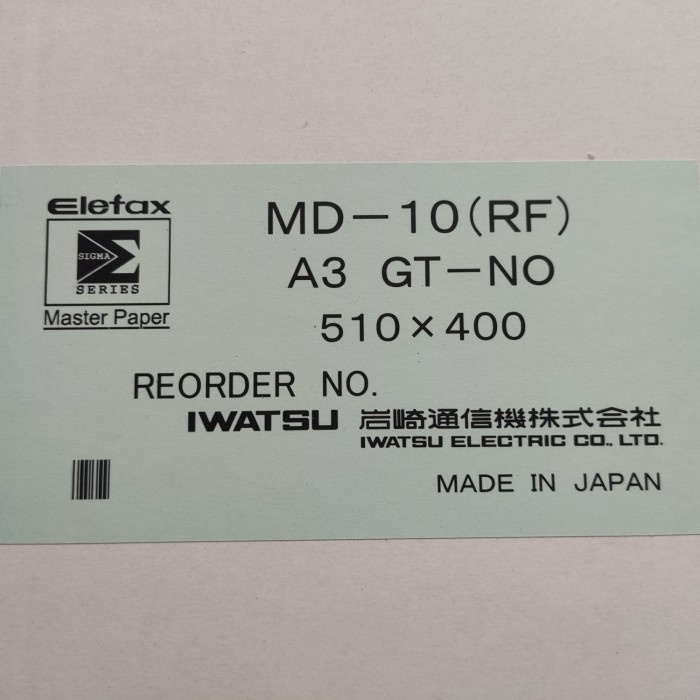 Elefax
SIGMA
SERIES
Master Paper
MD-10(RF)
A3 GT-NO
510×400
REORDER NO.
IWATSU 岩崎通信機株式会社
IWATSU ELECTRIC CO., LTD.
MADE IN JAPAN